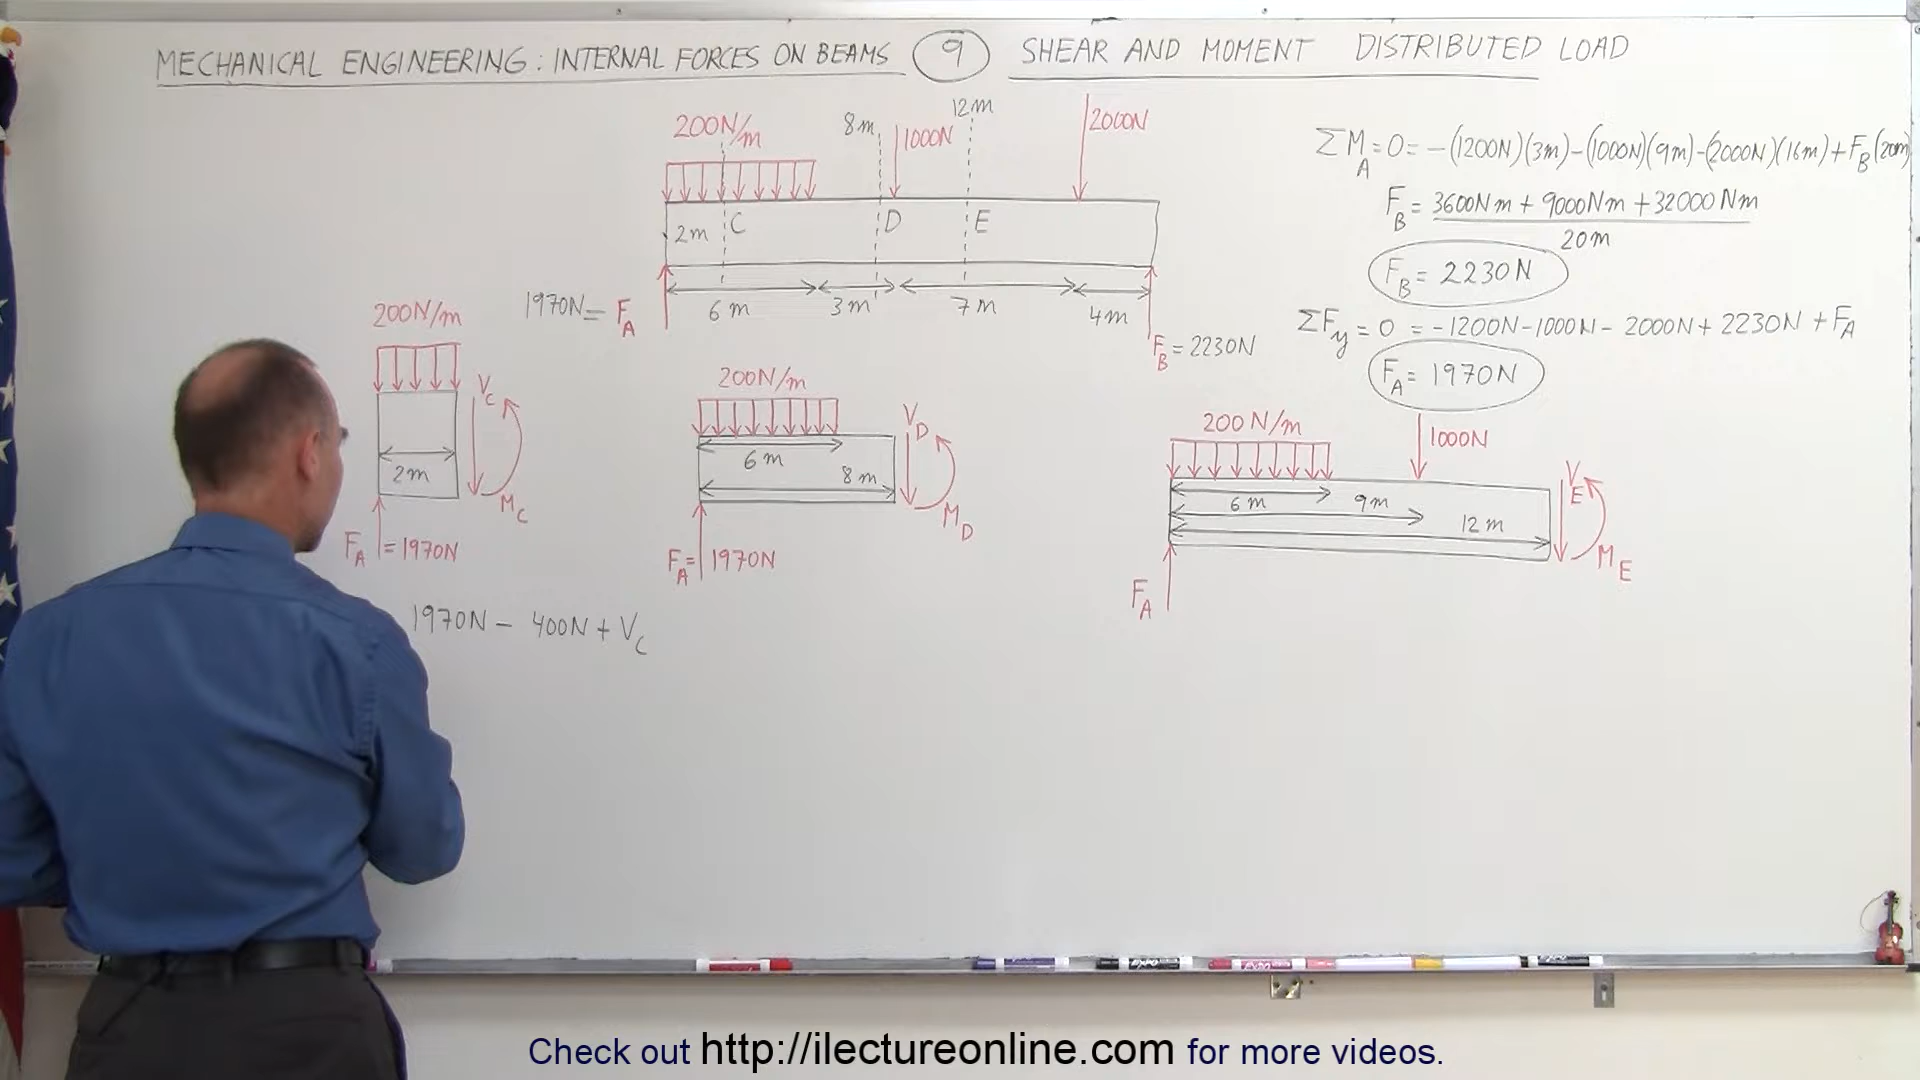 MECHANICAL ENGINEERING: INTERNAL FORCES ON BEAMS 9 SHEAR AND MOMENT DISTRIBUTED LOAD
200N/m 8m 1000N 12m 2000N
2m C D E
1970N = F_A 6m 3m 7m 4m
F_B = 2230N
ΣM_A = 0 = -(1200N)(3m)-(1000N)(9m)-(2000N)(16m)+F_B(20m)
F_B = 3600Nm + 9000Nm + 32000Nm
20m
F_B = 2230N
ΣF_y = 0 = -1200N-1000N-2000N+2230N+F_A
F_A = 1970N
200N/m
V_C
2m
M_C
F_A = 1970N
1970N - 400N + V_C
200N/m
V_D
6m
8m
M_D
F_A = 1970N
200N/m 1000N
V_E
6m 9m
12m
M_E
F_A
Check out http://ilectureonline.com for more videos.